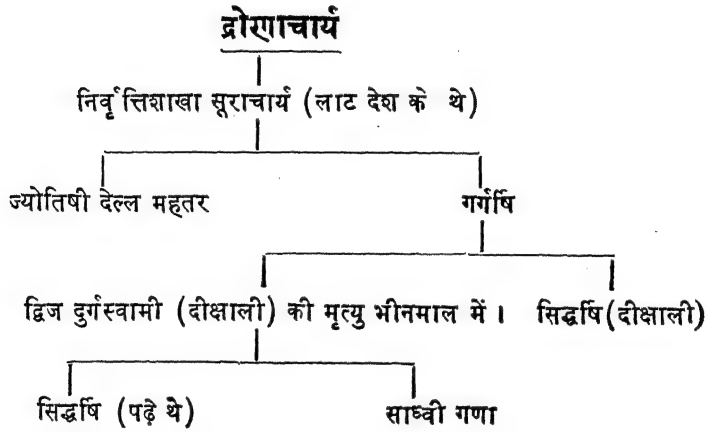 द्रोणाचार्य
निर्वृत्तिशाखा सूराचार्य (लाट देश के थे)
ज्योतिषी देल्ल महतर गर्गर्षि
द्विज दुर्गस्वामी (दीक्षाली) की मृत्यु भीनमाल में । सिद्धर्षि (दीक्षाली)
सिद्धर्षि (पढ़े थे) साध्वी गणा